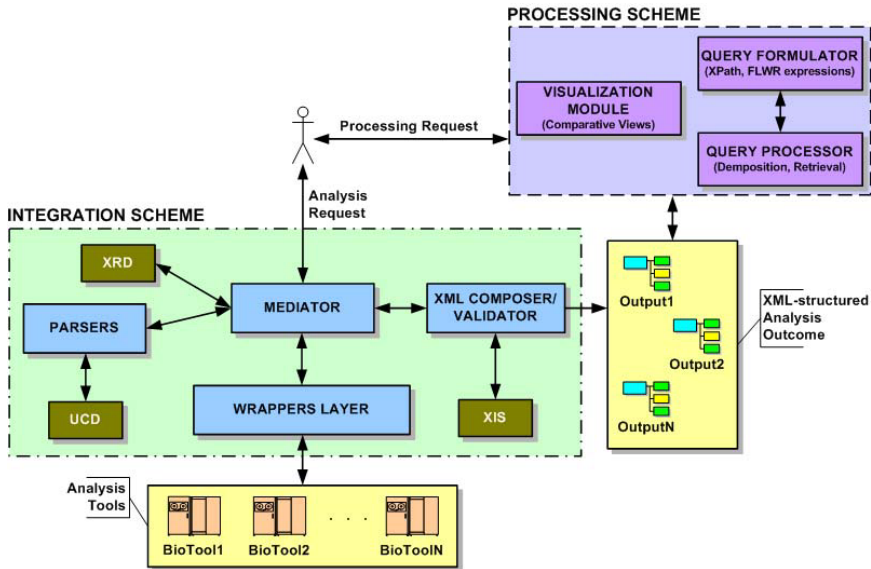 PROCESSING SCHEME
QUERY FORMULATOR
(XPath, FLWR expressions)
VISUALIZATION
MODULE
(Comparative Views)
QUERY PROCESSOR
(Demposition, Retrieval)
Processing Request
Analysis
Request
INTEGRATION SCHEME
XRD
MEDIATOR
XML COMPOSER/
VALIDATOR
PARSERS
WRAPPERS LAYER
UCD
XIS
Output1
Output2
OutputN
XML-structured
Analysis
Outcome
Analysis
Tools
BioTool1
BioTool2
. . .
BioToolN